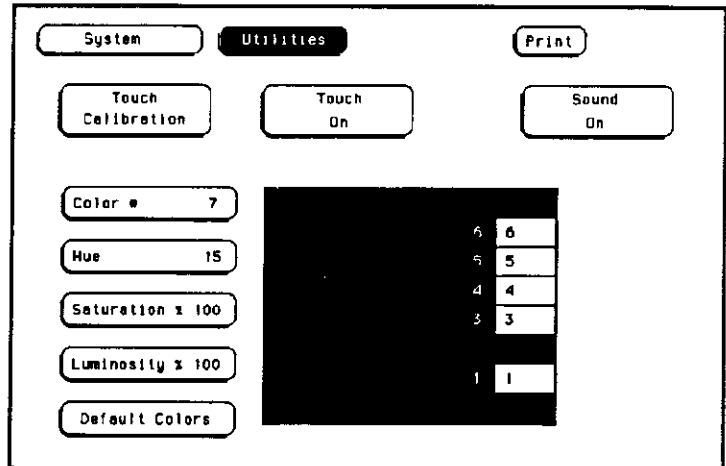 System Utilities Print
Touch Calibration
Touch On
Sound On
Color # 7
Hue 15
Saturation % 100
Luminosity % 100
Default Colors
6 6
5 5
4 4
3 3
1 1